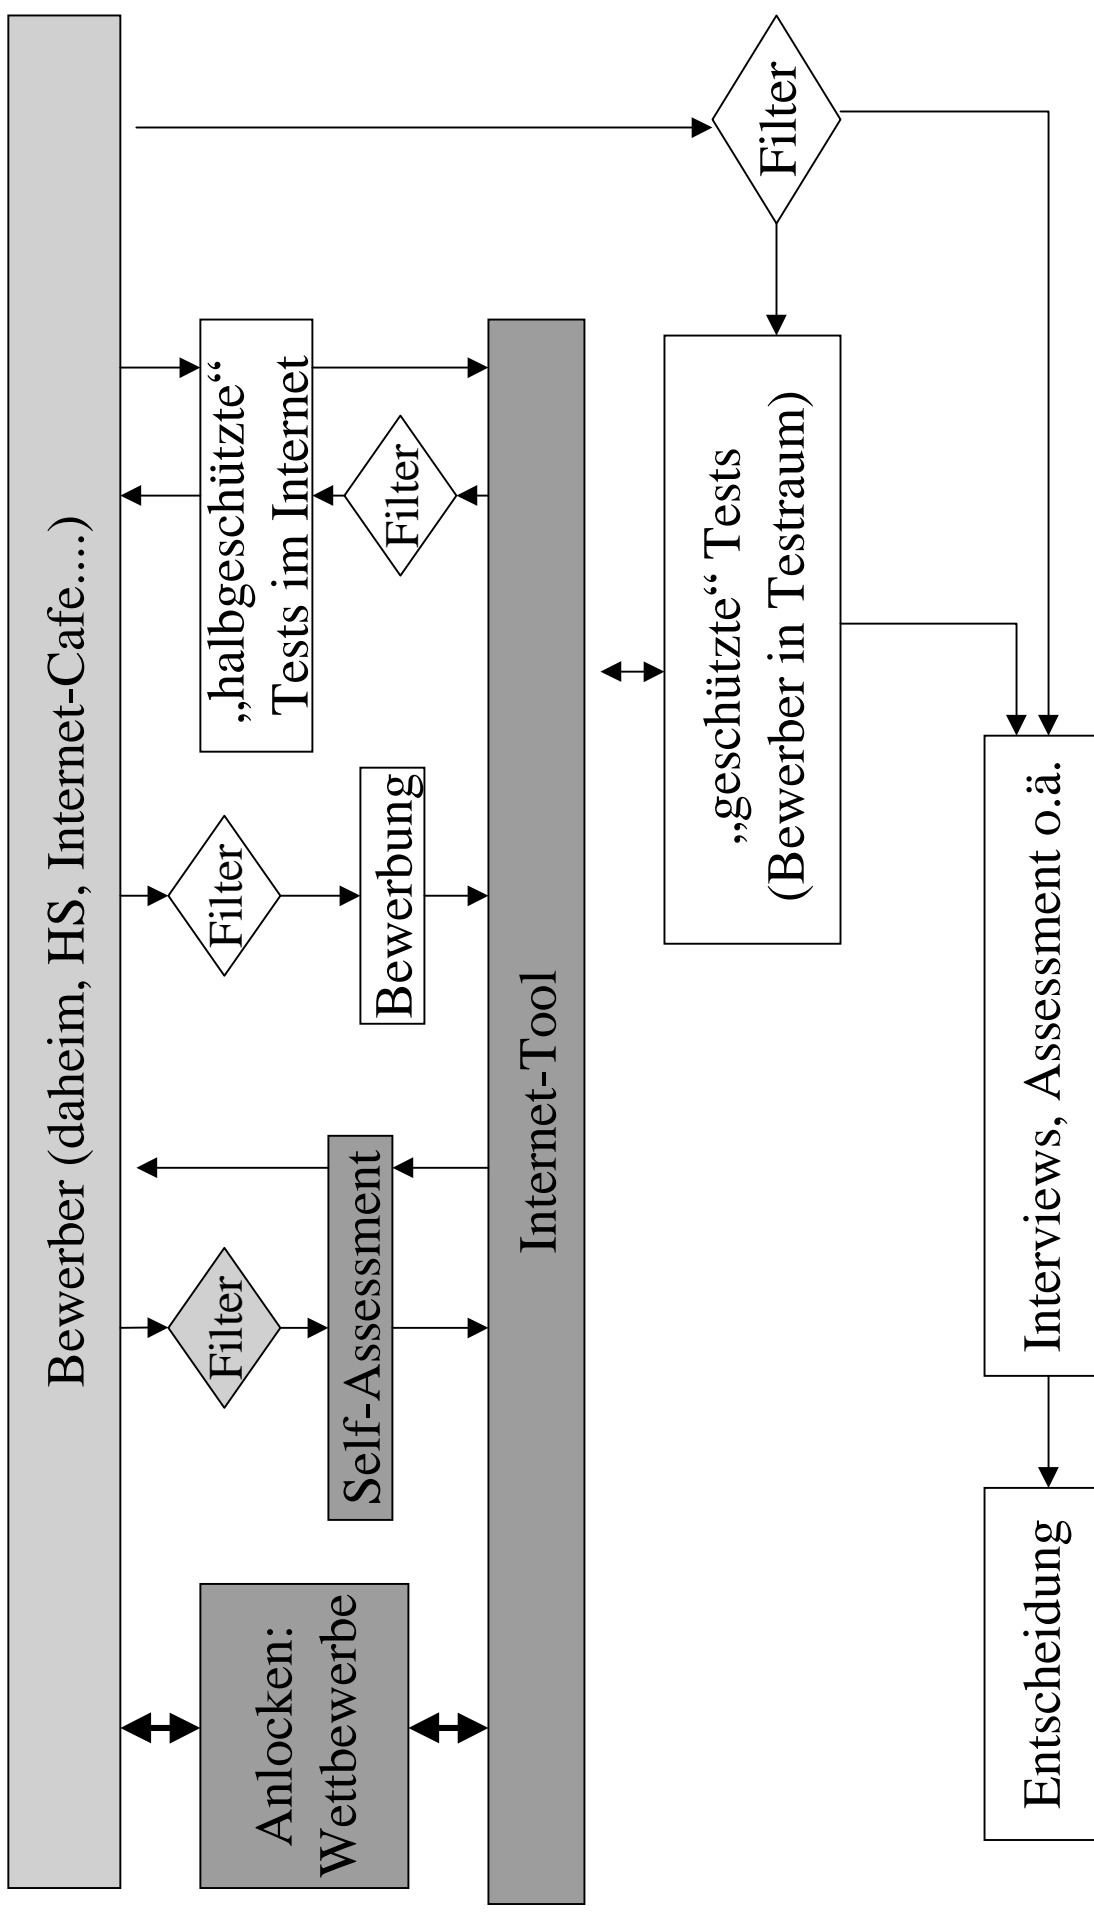 Bewerber (daheim, HS, Internet-Cafe....)
Anlocken:
Wettbewerbe
Filter
Self-Assessment
Filter
Bewerbung
„halbgeschützte“
Tests im Internet
Filter
Internet-Tool
„geschützte“ Tests
(Bewerber in Testraum)
Filter
Entscheidung
Interviews, Assessment o.ä.